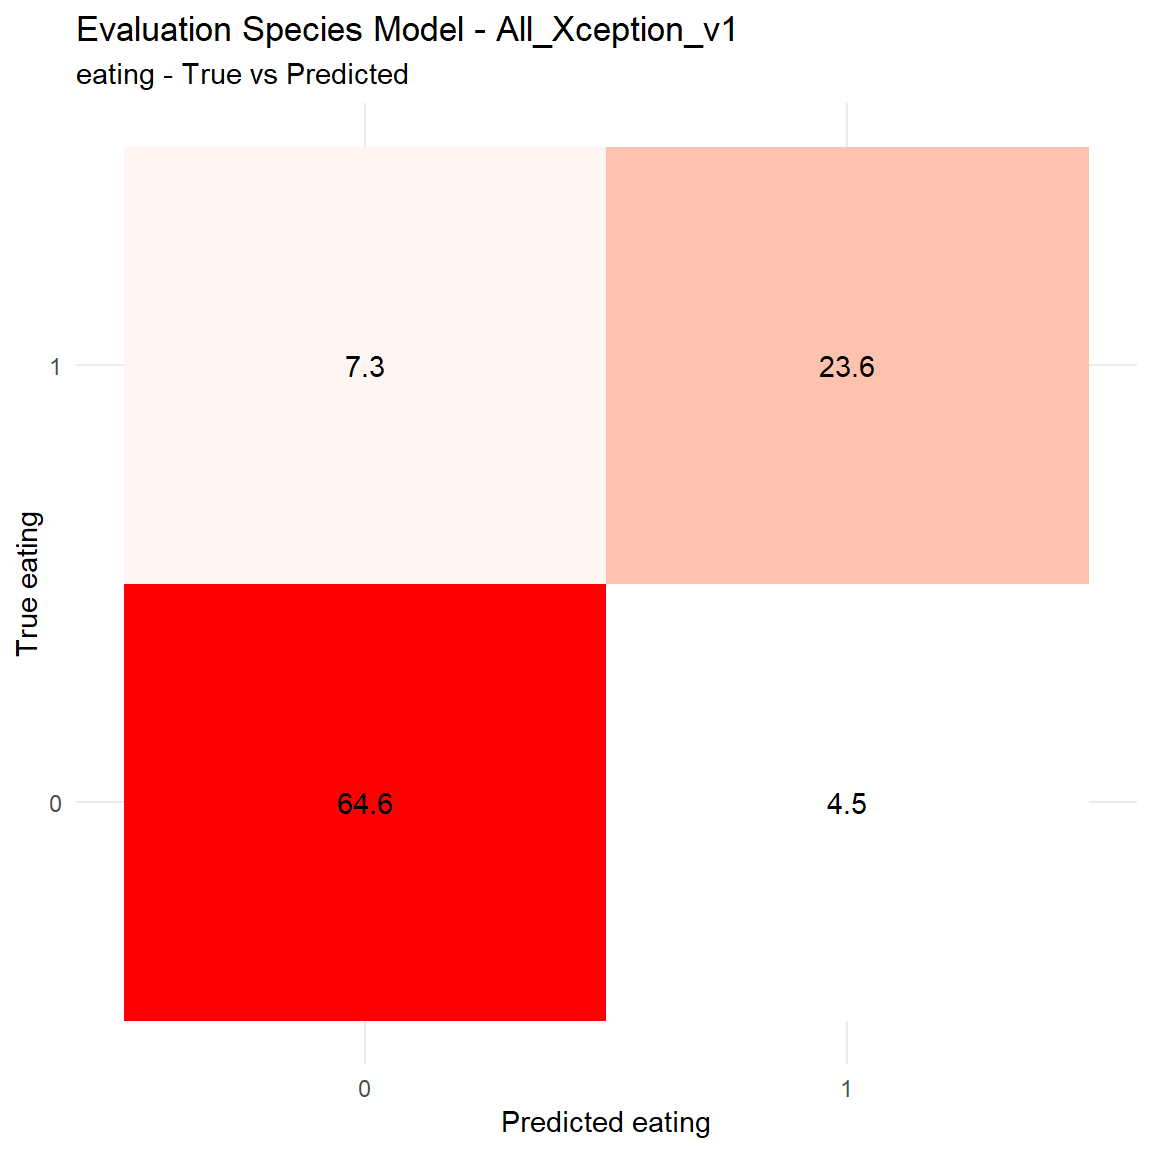 Evaluation Species Model - All_Xception_v1
eating - True vs Predicted
True eating
1
7.3
23.6
0
64.6
4.5
0
1
Predicted eating